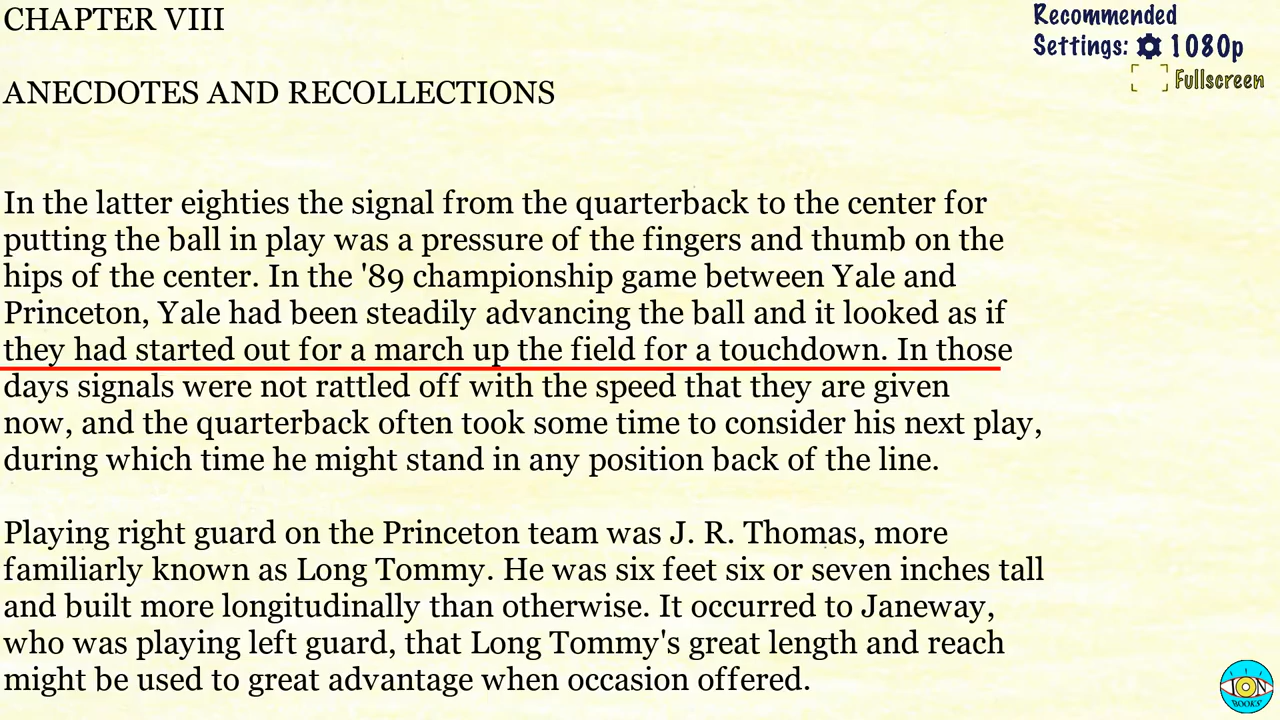 CHAPTER VIII
Recommended
Settings: 1080p
Fullscreen
ANECDOTES AND RECOLLECTIONS
In the latter eighties the signal from the quarterback to the center for
putting the ball in play was a pressure of the fingers and thumb on the
hips of the center. In the '89 championship game between Yale and
Princeton, Yale had been steadily advancing the ball and it looked as if
they had started out for a march up the field for a touchdown. In those
days signals were not rattled off with the speed that they are given
now, and the quarterback often took some time to consider his next play,
during which time he might stand in any position back of the line.
Playing right guard on the Princeton team was J. R. Thomas, more
familiarly known as Long Tommy. He was six feet six or seven inches tall
and built more longitudinally than otherwise. It occurred to Janeway,
who was playing left guard, that Long Tommy's great length and reach
might be used to great advantage when occasion offered.
ION
BOOKS